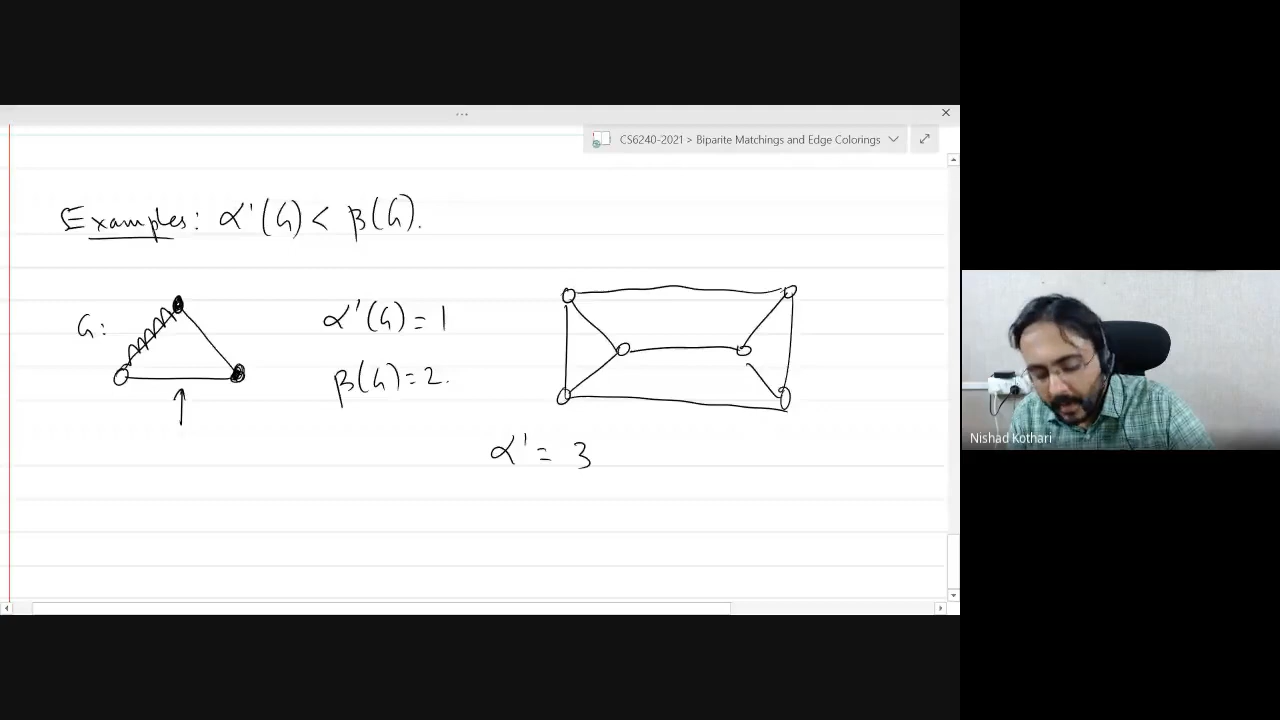 CS6240-2021 > Biparite Matchings and Edge Colorings
Examples: α'(G) < β(G).
G:
α'(G) = 1
β(G) = 2.
α' = 3
Nishad Kothari